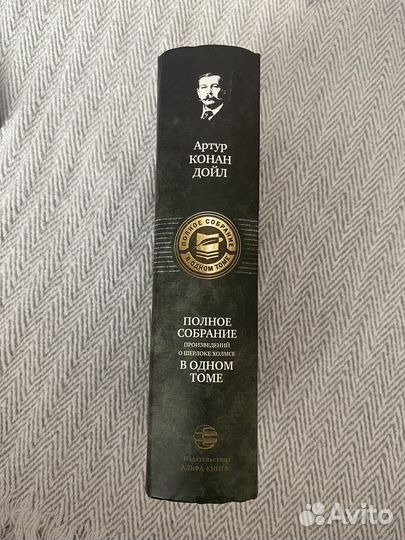 Артур
КОНАН
ДОЙЛ
ПОЛНОЕ СОБРАНИЕ
В ОДНОМ ТОМЕ
ПОЛНОЕ
СОБРАНИЕ
ПРОИЗВЕДЕНИЙ
О ШЕРЛОКЕ ХОЛМСЕ
В ОДНОМ
ТОМЕ
Издательство
АЛЬФА-КНИГА
Avito